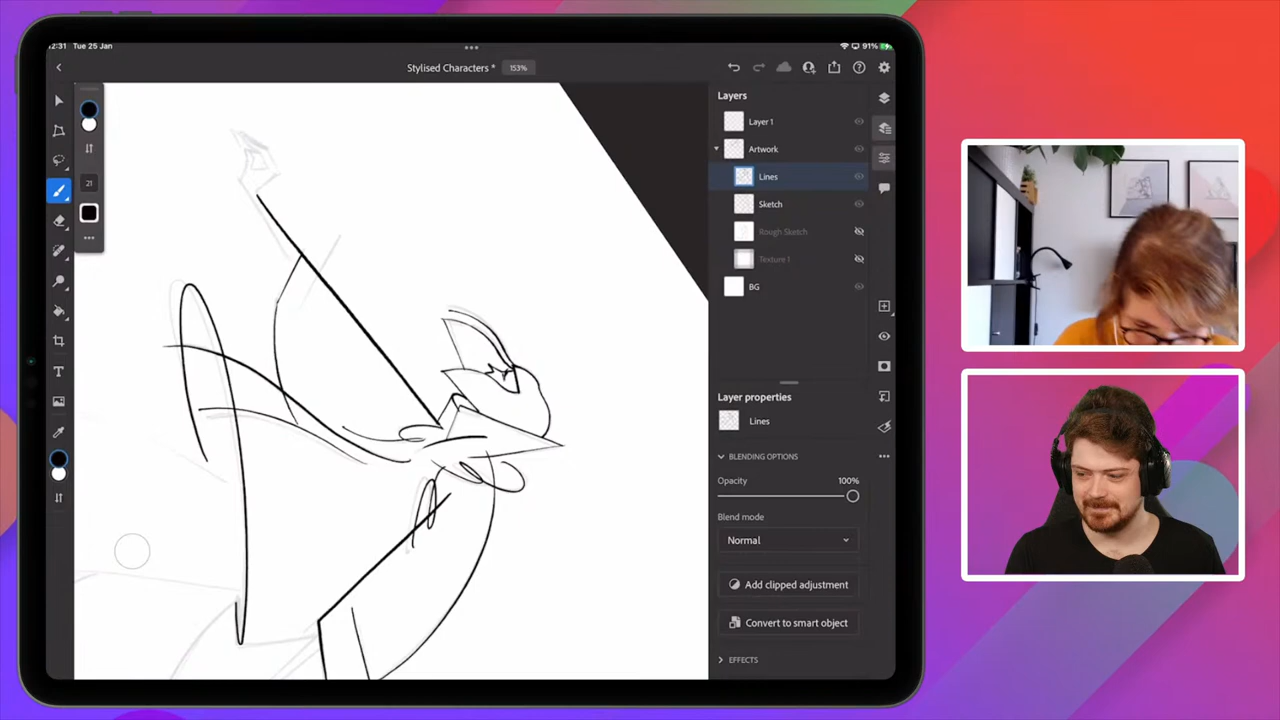 2:31 Tue 25 Jan
91%
Stylised Characters *
153%
Layers
Layer 1
Artwork
Lines
Sketch
Rough Sketch
Texture 1
BG
21
T
Layer properties
Lines
BLENDING OPTIONS
Opacity
100%
Blend mode
Normal
Add clipped adjustment
Convert to smart object
EFFECTS